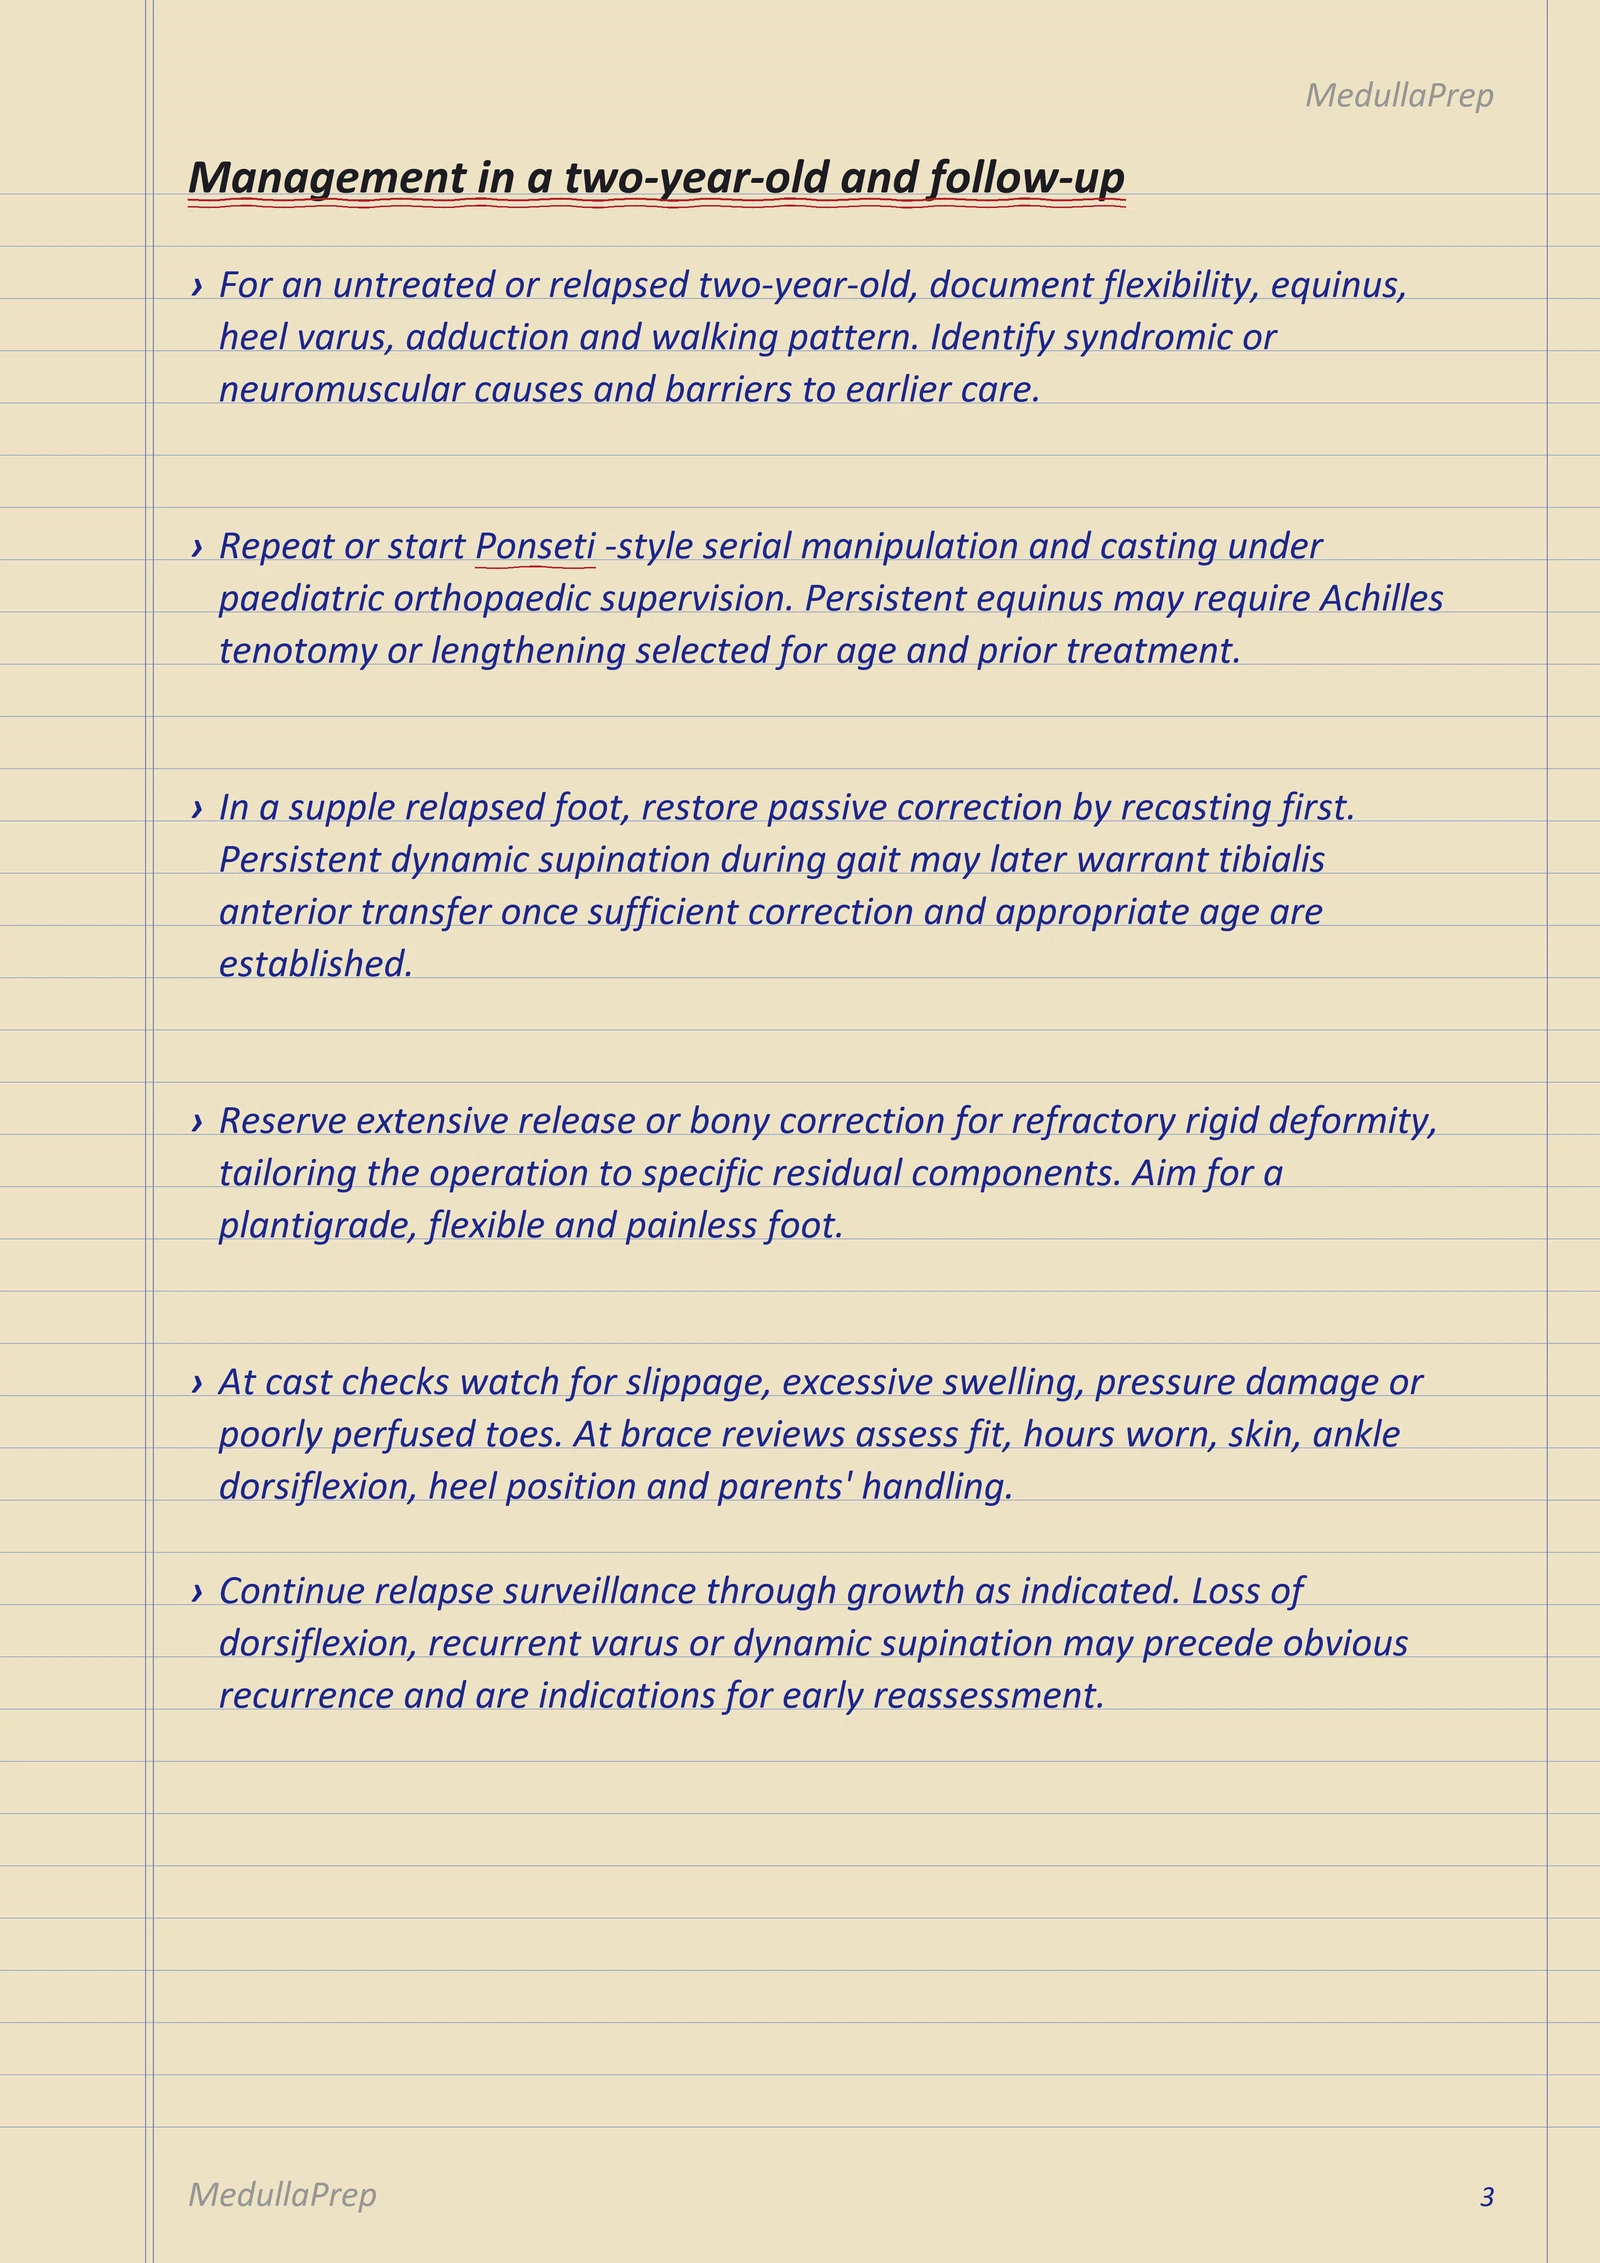 MedullaPrep
Management in a two-year-old and follow-up
› For an untreated or relapsed two-year-old, document flexibility, equinus,
heel varus, adduction and walking pattern. Identify syndromic or
neuromuscular causes and barriers to earlier care.
› Repeat or start Ponseti -style serial manipulation and casting under
paediatric orthopaedic supervision. Persistent equinus may require Achilles
tenotomy or lengthening selected for age and prior treatment.
› In a supple relapsed foot, restore passive correction by recasting first.
Persistent dynamic supination during gait may later warrant tibialis
anterior transfer once sufficient correction and appropriate age are
established.
› Reserve extensive release or bony correction for refractory rigid deformity,
tailoring the operation to specific residual components. Aim for a
plantigrade, flexible and painless foot.
› At cast checks watch for slippage, excessive swelling, pressure damage or
poorly perfused toes. At brace reviews assess fit, hours worn, skin, ankle
dorsiflexion, heel position and parents' handling.
› Continue relapse surveillance through growth as indicated. Loss of
dorsiflexion, recurrent varus or dynamic supination may precede obvious
recurrence and are indications for early reassessment.
MedullaPrep
3